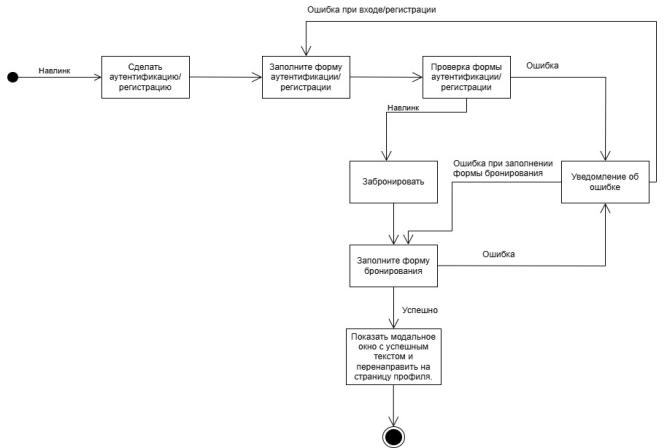 Ошибка при входе/регистрации
Навлинк
Сделать
аутентификацию/
регистрацию
Заполните форму
аутентификации/
регистрации
Проверка формы
аутентификации/
регистрации
Ошибка
Навлинк
Забронировать
Ошибка при заполнении
формы бронирования
Уведомление об
ошибке
Заполните форму
бронирования
Ошибка
Успешно
Показать модальное
окно с успешным
текстом и
перенаправить на
страницу профиля.